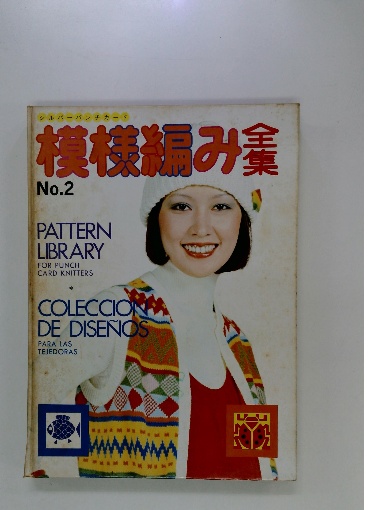 シルバーパンチカード
模様編み全集
No.2
PATTERN
LIBRARY
FOR PUNCH
CARD KNITTERS
COLECCION
DE DISEÑOS
PARA LAS
TEJEDORAS